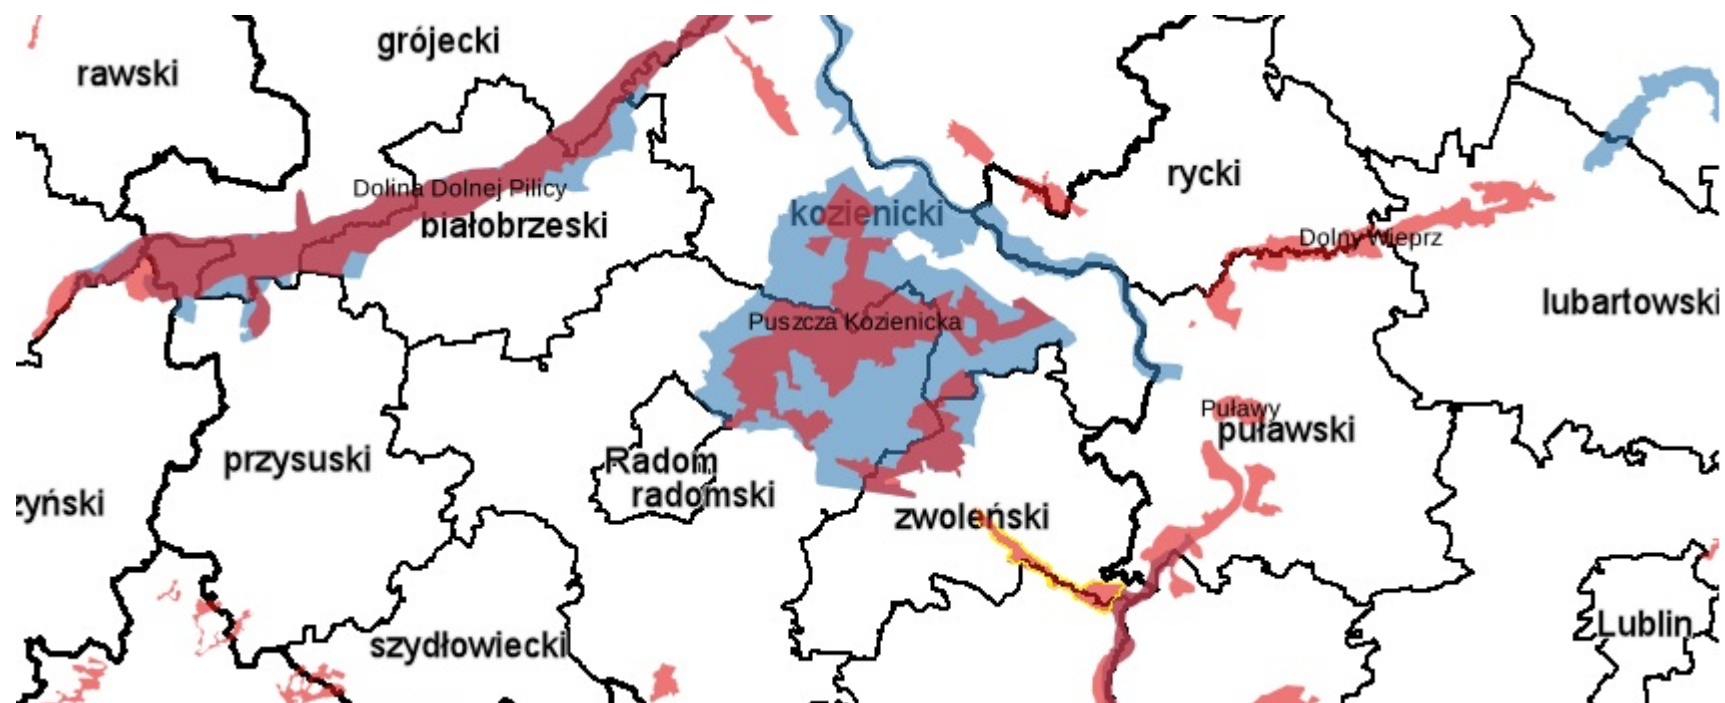 grójecki
rawski
rycki
Dolina Dolnej Pilicy
kozienicki
białobrzeski
Dolny Wieprz
lubartowski
Puszcza Kozienicka
Puławy
puławski
przysuski
Radom
radomski
zyński
zwoleński
Lublin
szydłowiecki